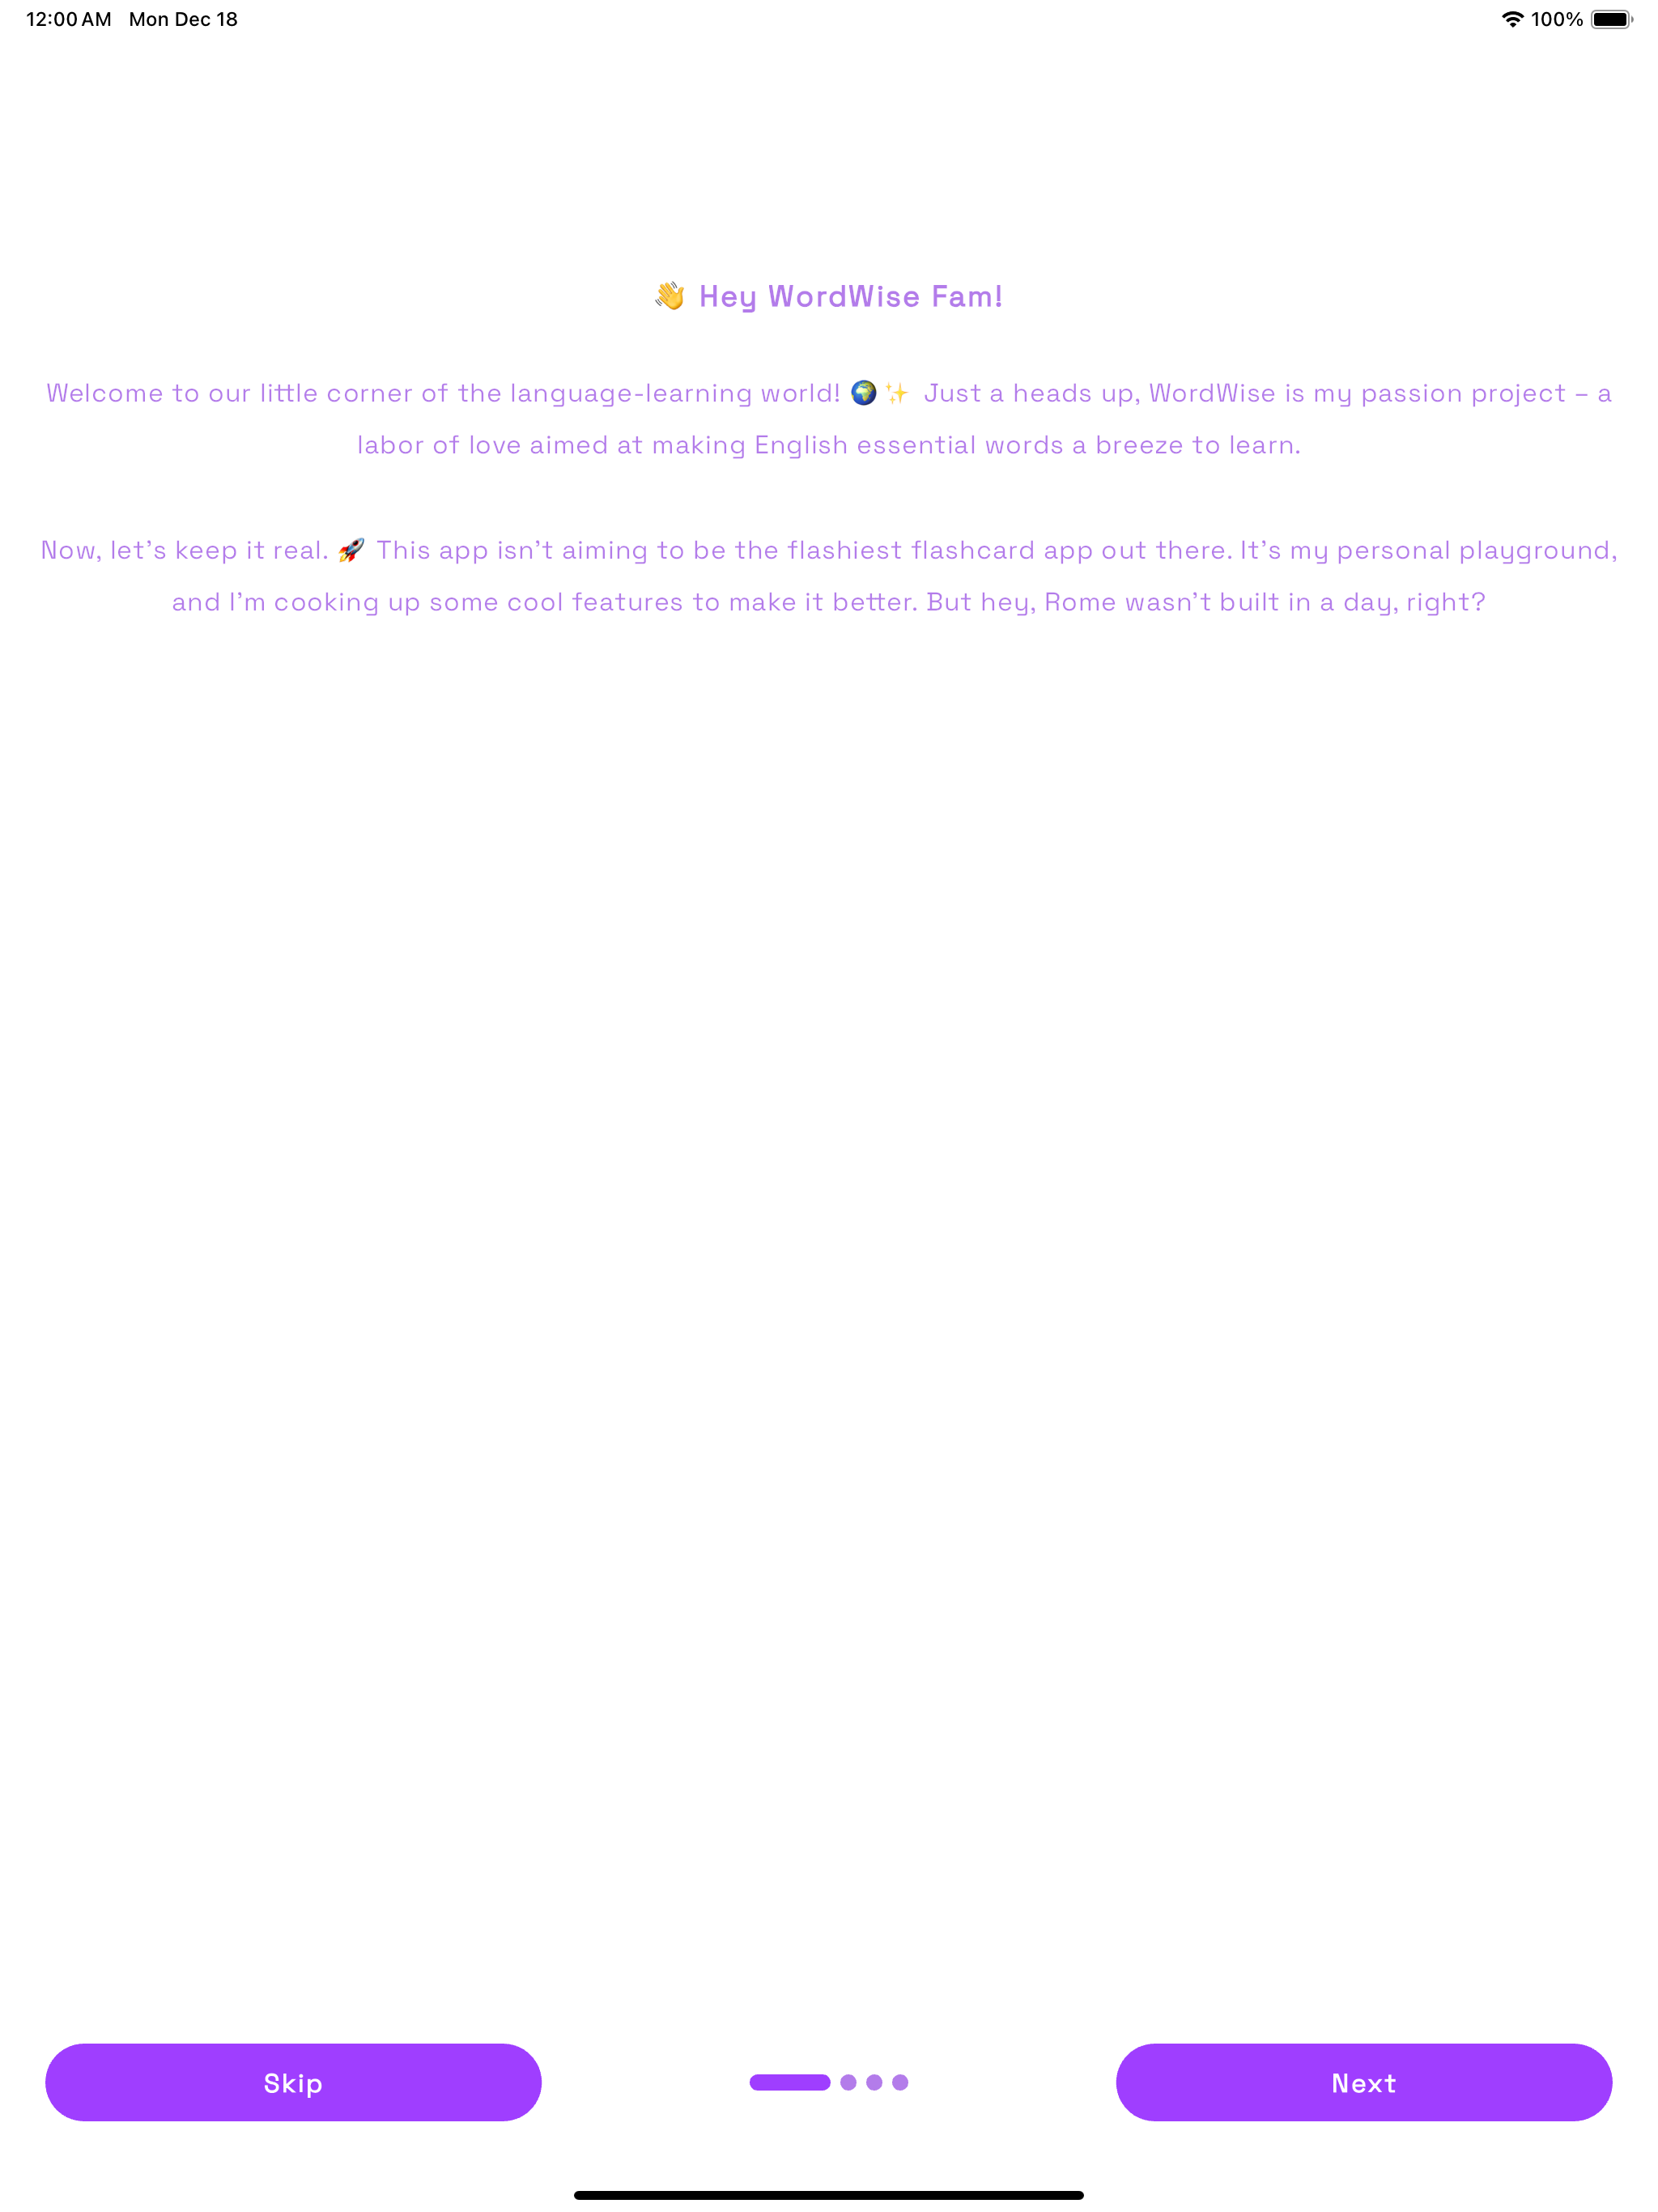 12:00 AM Mon Dec 18
100%
👋 Hey WordWise Fam!
Welcome to our little corner of the language-learning world! 🌍✨ Just a heads up, WordWise is my passion project – a
labor of love aimed at making English essential words a breeze to learn.
Now, let’s keep it real. 🚀 This app isn’t aiming to be the flashiest flashcard app out there. It’s my personal playground,
and I’m cooking up some cool features to make it better. But hey, Rome wasn’t built in a day, right?
Skip
Next